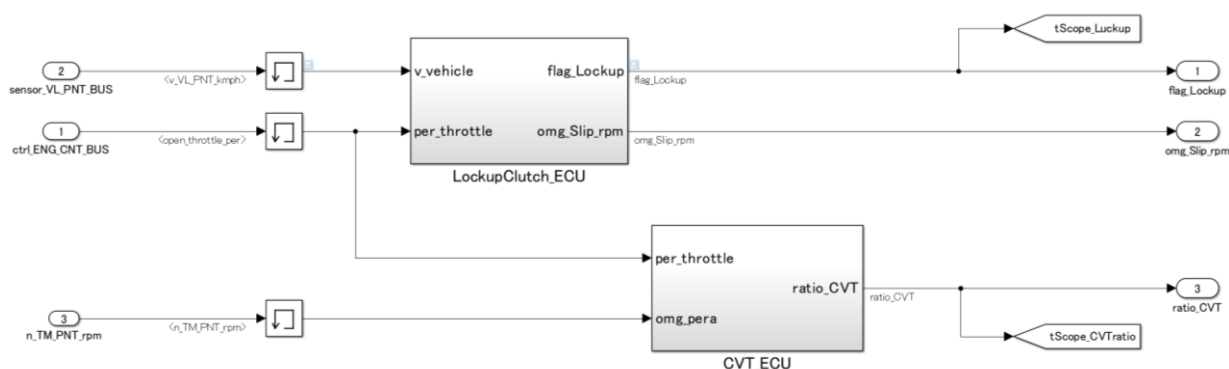 tScope_Luckup
2
sensor_VL_PNT_BUS
<v_VL_PNT_kmph>
v_vehicle
flag_Lockup
flag_Lockup
1
flag_Lockup
1
ctrl_ENG_CNT_BUS
<open_throttle_per>
per_throttle
omg_Slip_rpm
omg_Slip_rpm
2
omg_Slip_rpm
LockupClutch_ECU
per_throttle
ratio_CVT
ratio_CVT
3
ratio_CVT
3
n_TM_PNT_rpm
<n_TM_PNT_rpm>
omg_pera
tScope_CVTratio
CVT ECU